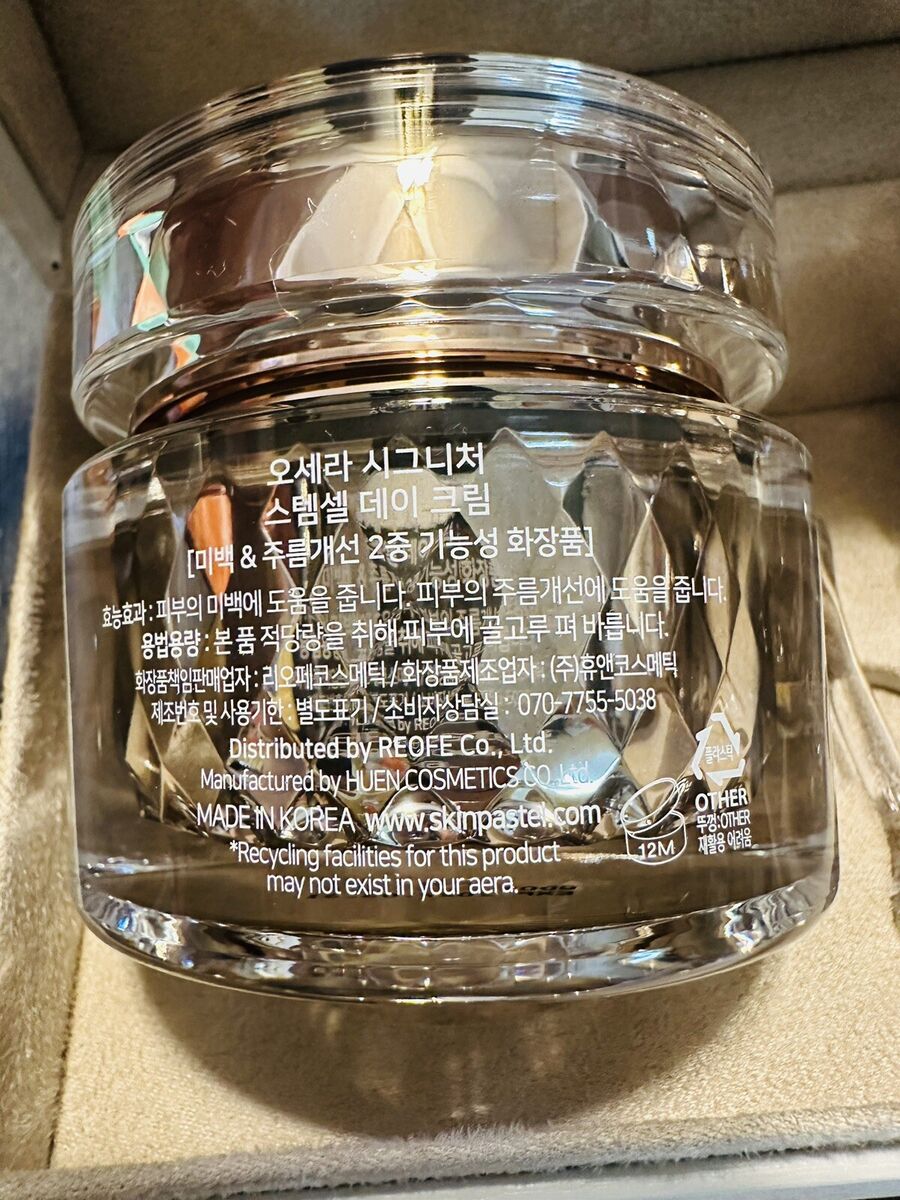 오세라 시그니처
스템셀 데이 크림
[미백 & 주름개선 2중 기능성 화장품]
효능효과 : 피부의 미백에 도움을 줍니다. 피부의 주름개선에 도움을 줍니다.
용법용량 : 본 품 적당량을 취해 피부에 골고루 펴 바릅니다.
화장품책임판매업자 : 리오페코스메틱 / 화장품제조업자 : (주)휴앤코스메틱
제조번호 및 사용기한 : 별도표기 / 소비자상담실 : 070-7755-5038
Distributed by REOFE Co., Ltd.
Manufactured by HUEN COSMETICS CO.,Ltd.
MADE IN KOREA www.skinpastel.com
*Recycling facilities for this product
may not exist in your aera.
12M
플라스틱
OTHER
뚜껑:OTHER
재활용 어려움